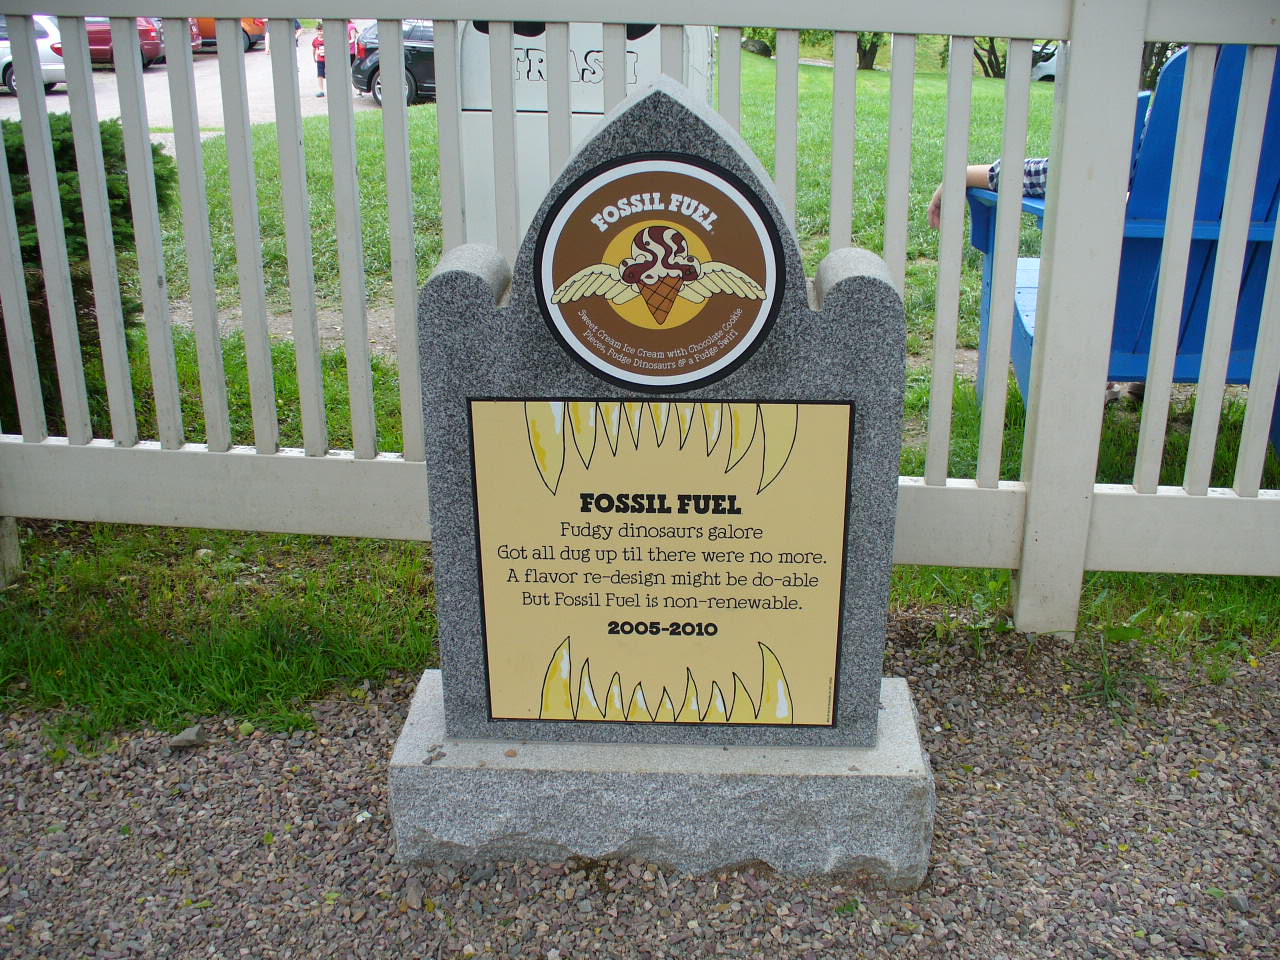 TRASH
FOSSIL FUEL
Sweet Cream Ice Cream with Chocolate Cookie
Pieces, Fudge Dinosaurs & a Fudge Swirl
FOSSIL FUEL
Fudgy dinosaurs galore
Got all dug up til there were no more.
A flavor re-design might be do-able
But Fossil Fuel is non-renewable.
2005-2010